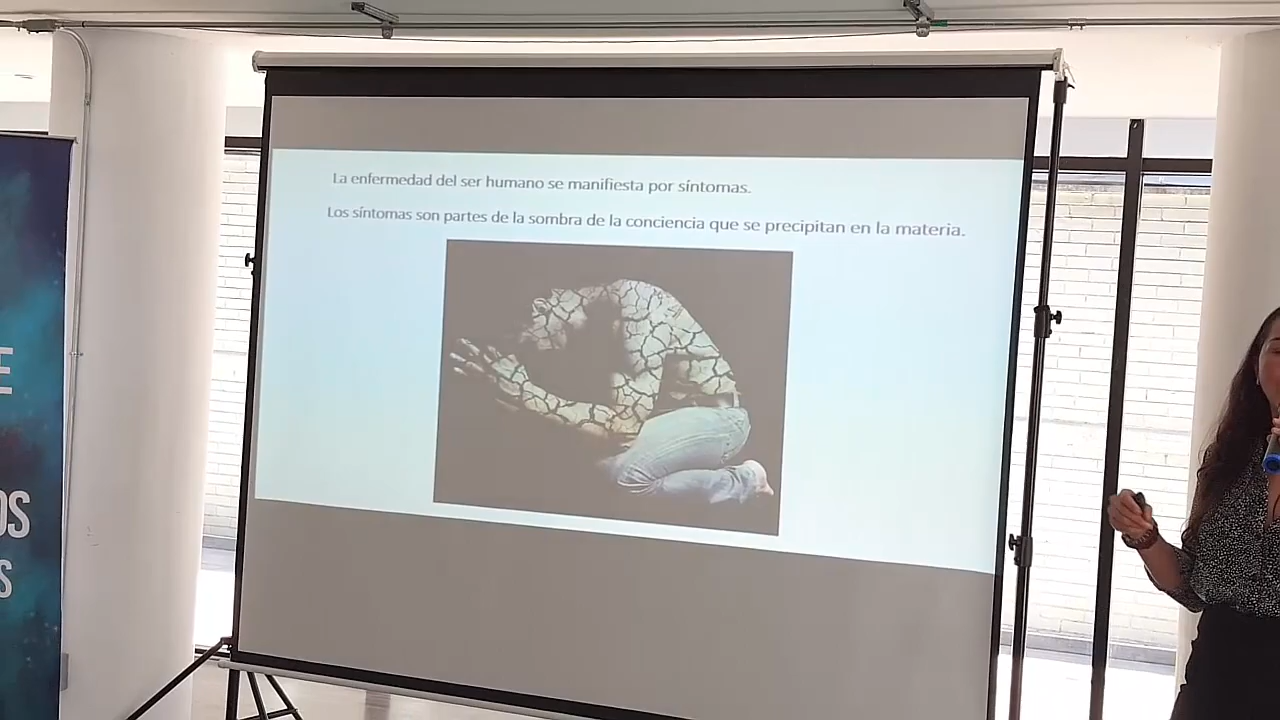 La enfermedad del ser humano se manifiesta por síntomas.
Los síntomas son partes de la sombra de la conciencia que se precipitan en la materia.
E
OS
S